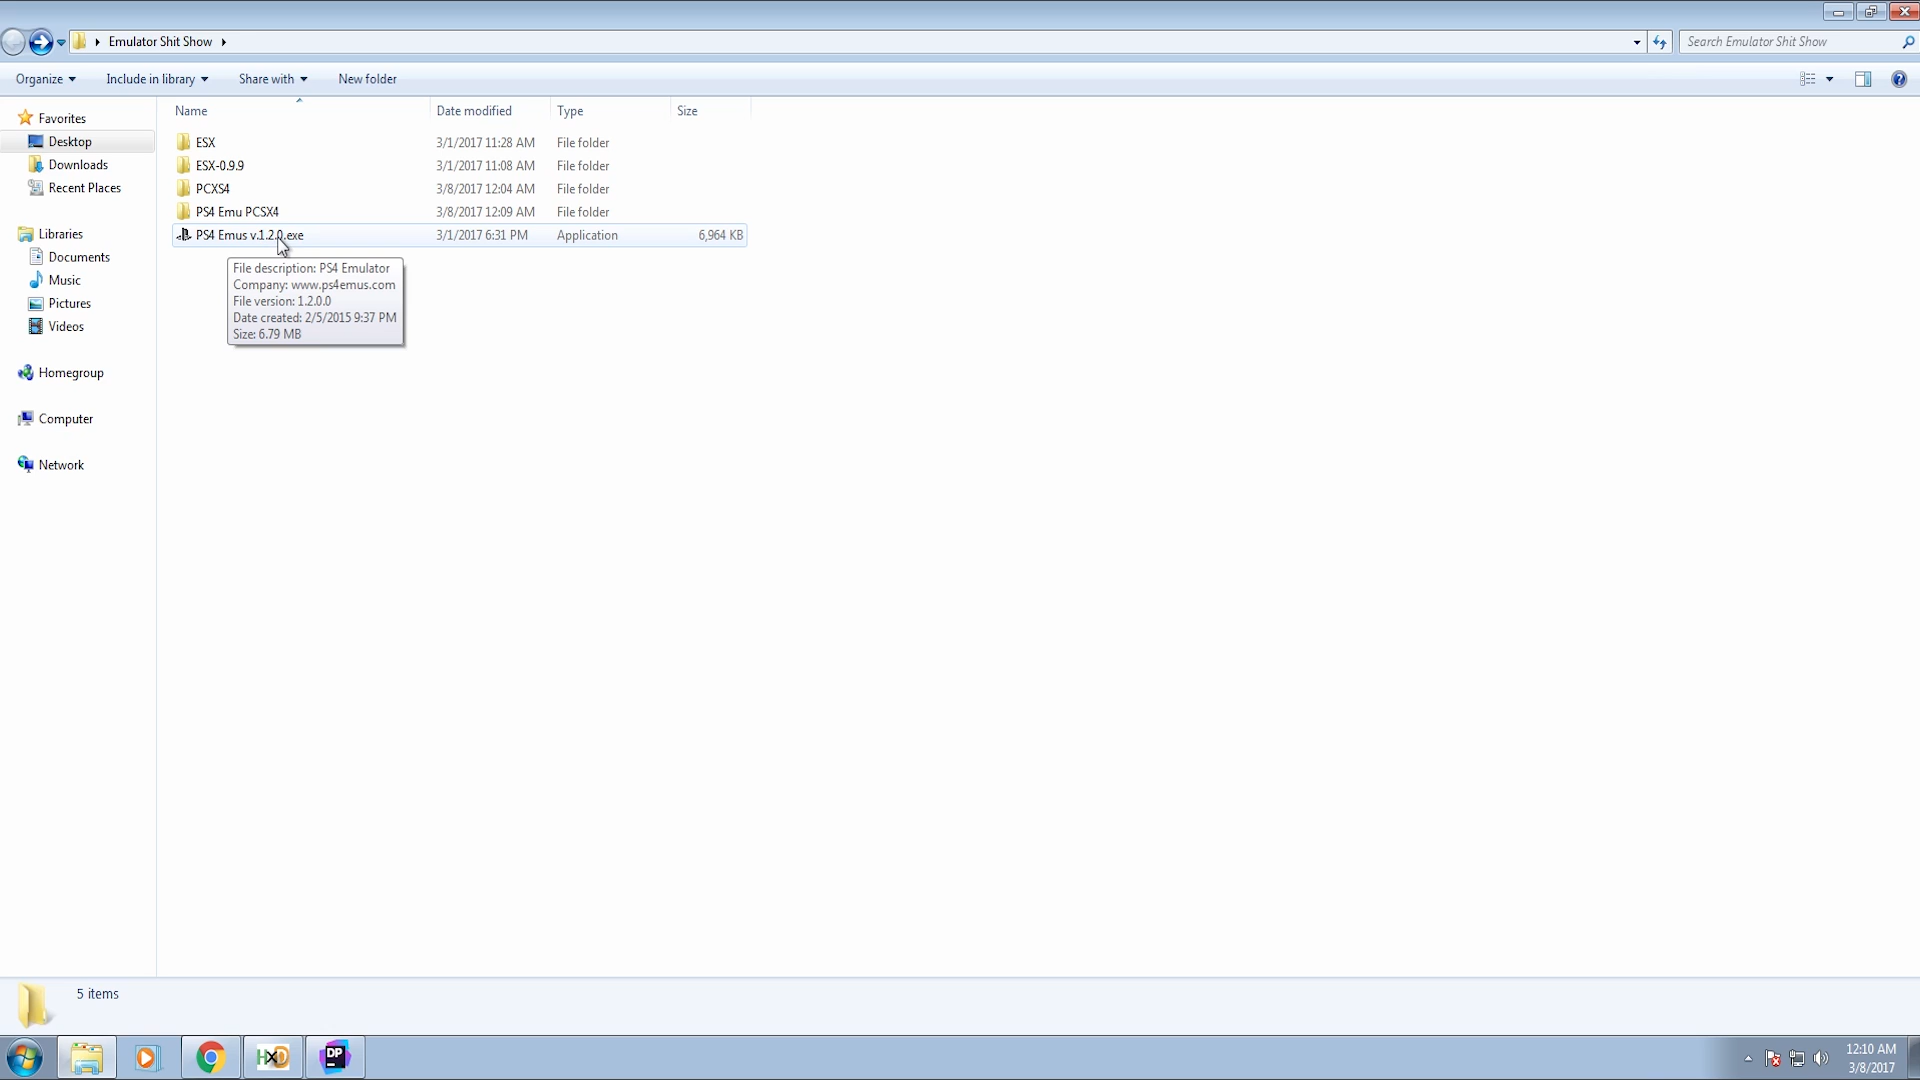 Emulator Shit Show
Search Emulator Shit Show
Organize Include in library Share with New folder
Name Date modified Type Size
Favorites
Desktop
Downloads
Recent Places
Libraries
Documents
Music
Pictures
Videos
Homegroup
Computer
Network
ESX 3/1/2017 11:28 AM File folder
ESX-0.9.9 3/1/2017 11:08 AM File folder
PCXS4 3/8/2017 12:04 AM File folder
PS4 Emu PCSX4 3/8/2017 12:09 AM File folder
PS4 Emus v.1.2.0.exe 3/1/2017 6:31 PM Application 6,964 KB
File description: PS4 Emulator
Company: www.ps4emus.com
File version: 1.2.0.0
Date created: 2/5/2015 9:37 PM
Size: 6.79 MB
5 items
HXD
DP
12:10 AM
3/8/2017